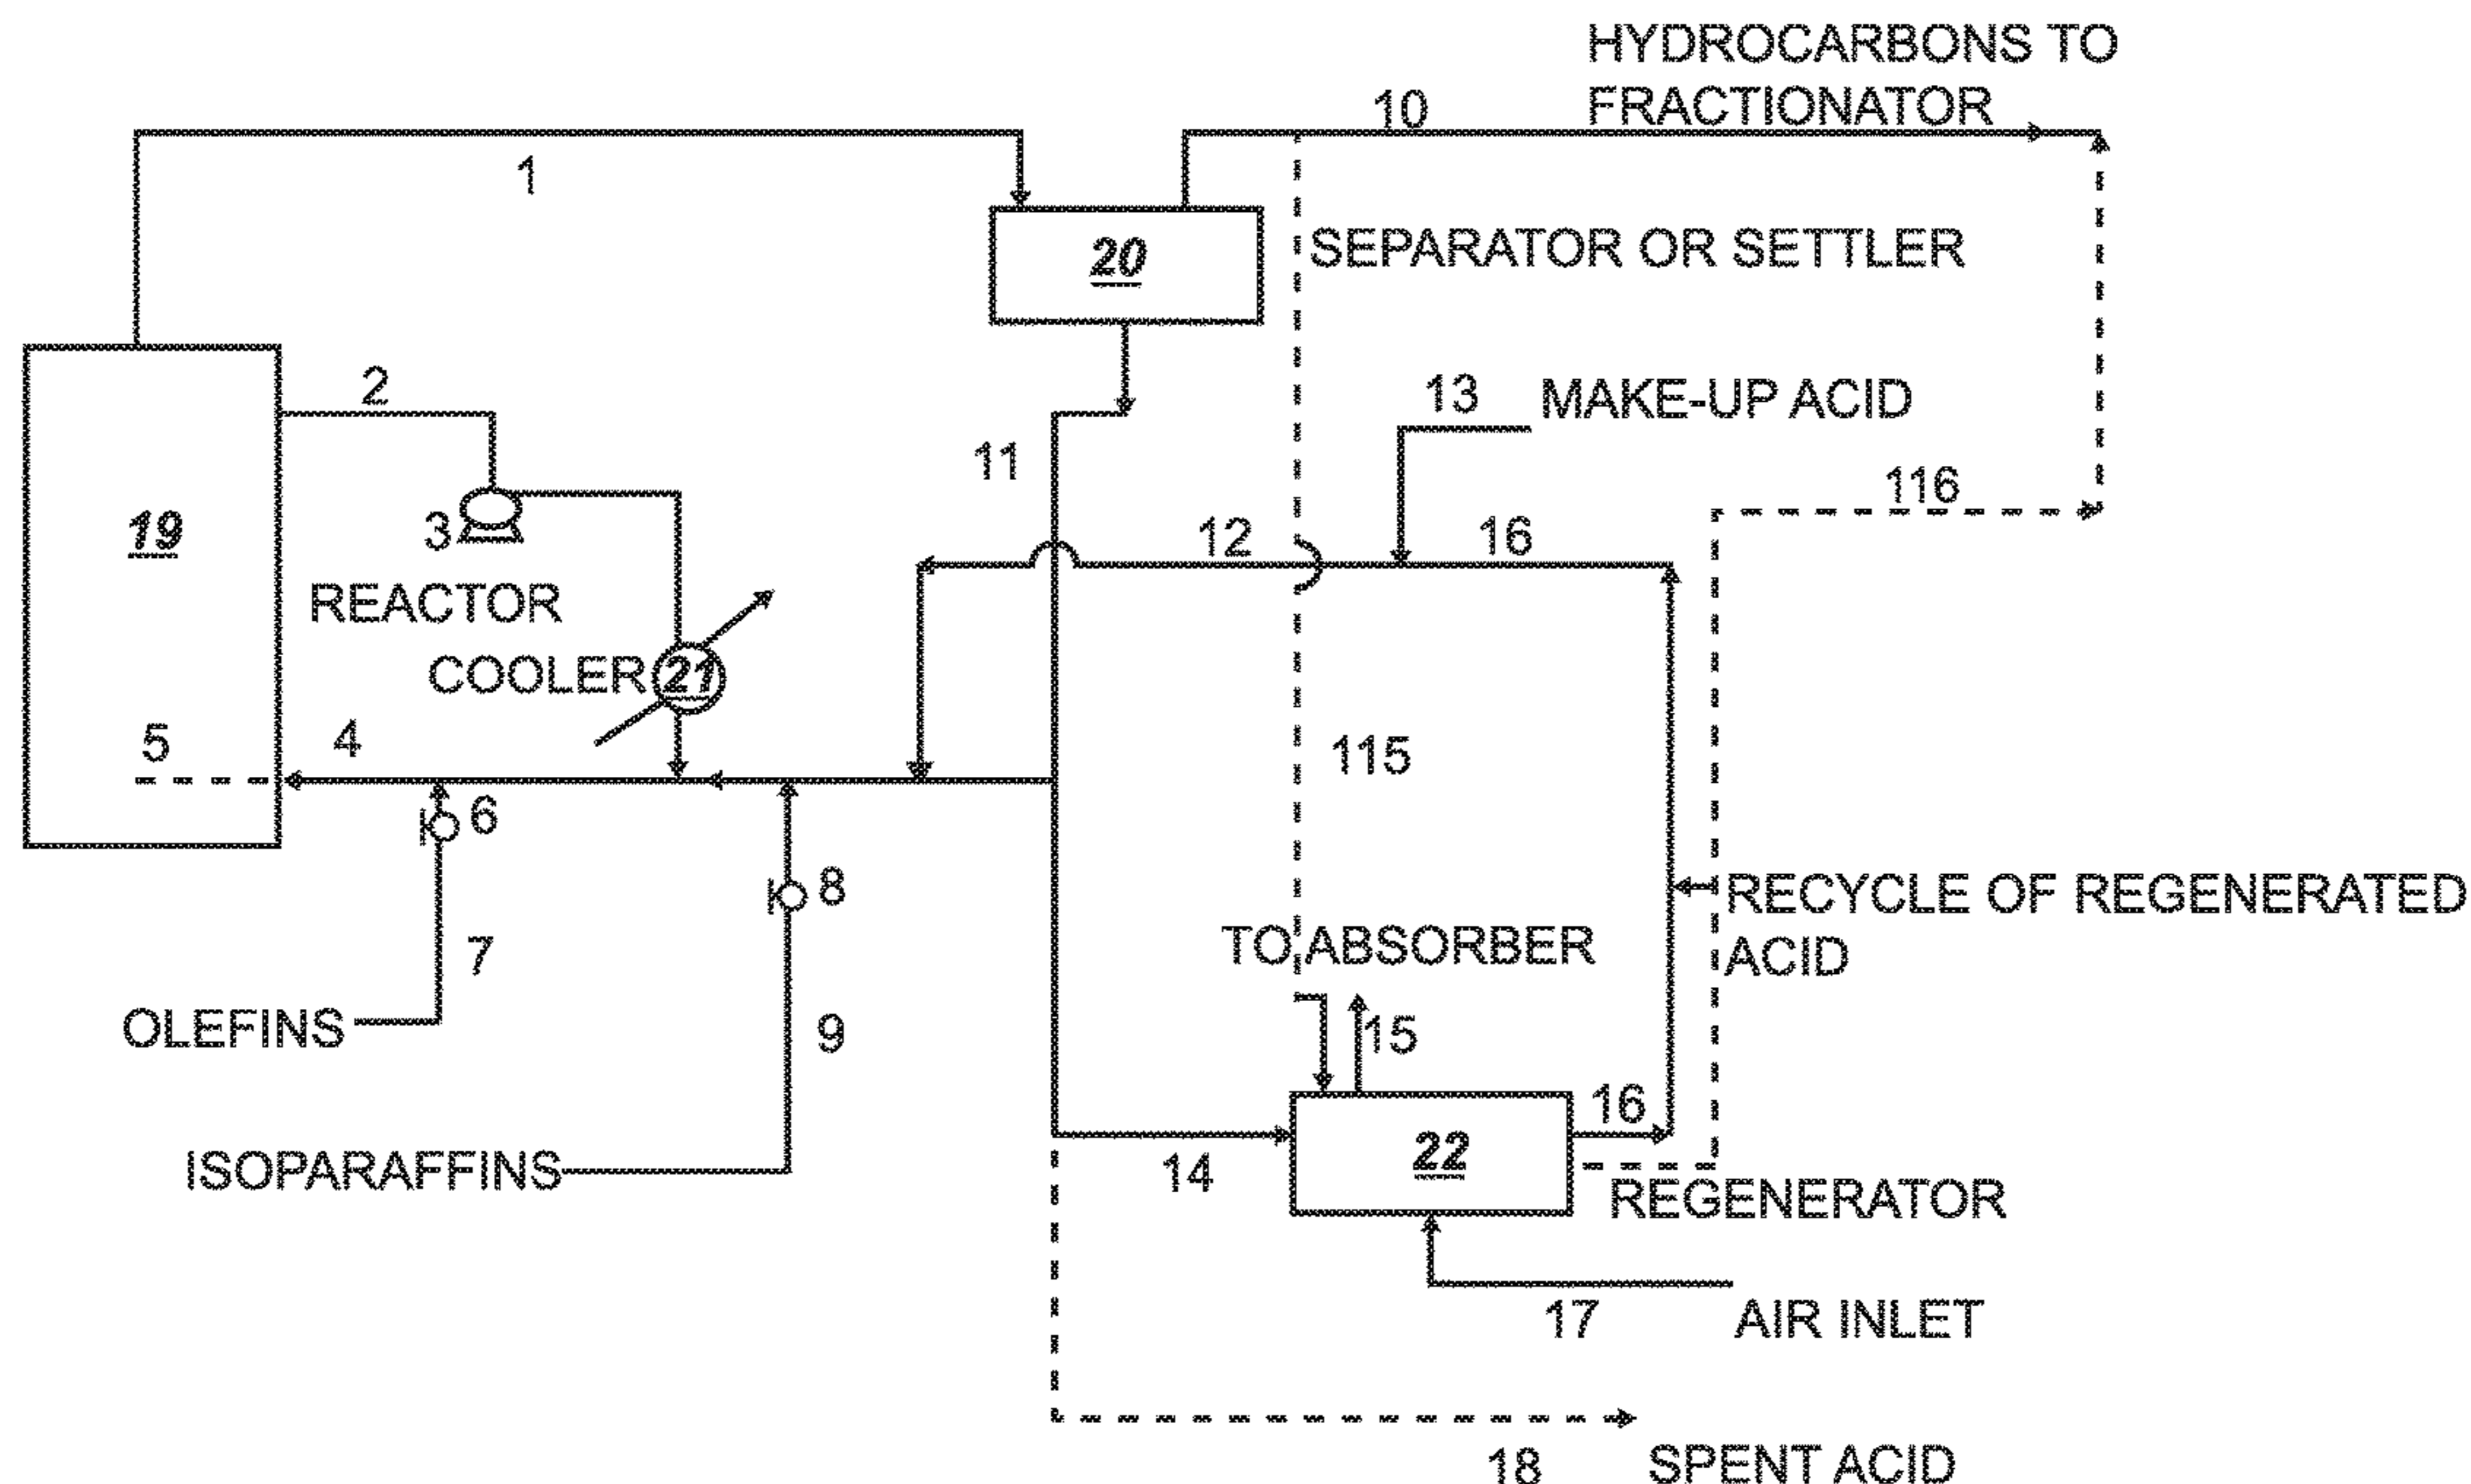 HYDROCARBONS TO
FRACTIONATOR
10
1
20
SEPARATOR OR SETTLER
2
13
MAKE-UP ACID
11
116
3
19
12
16
REACTOR
COOLER
21
5
4
115
6
8
RECYCLE OF REGENERATED
ACID
7
TO ABSORBER
OLEFINS
9
15
16
ISOPARAFFINS
14
22
REGENERATOR
17
AIR INLET
18
SPENT ACID